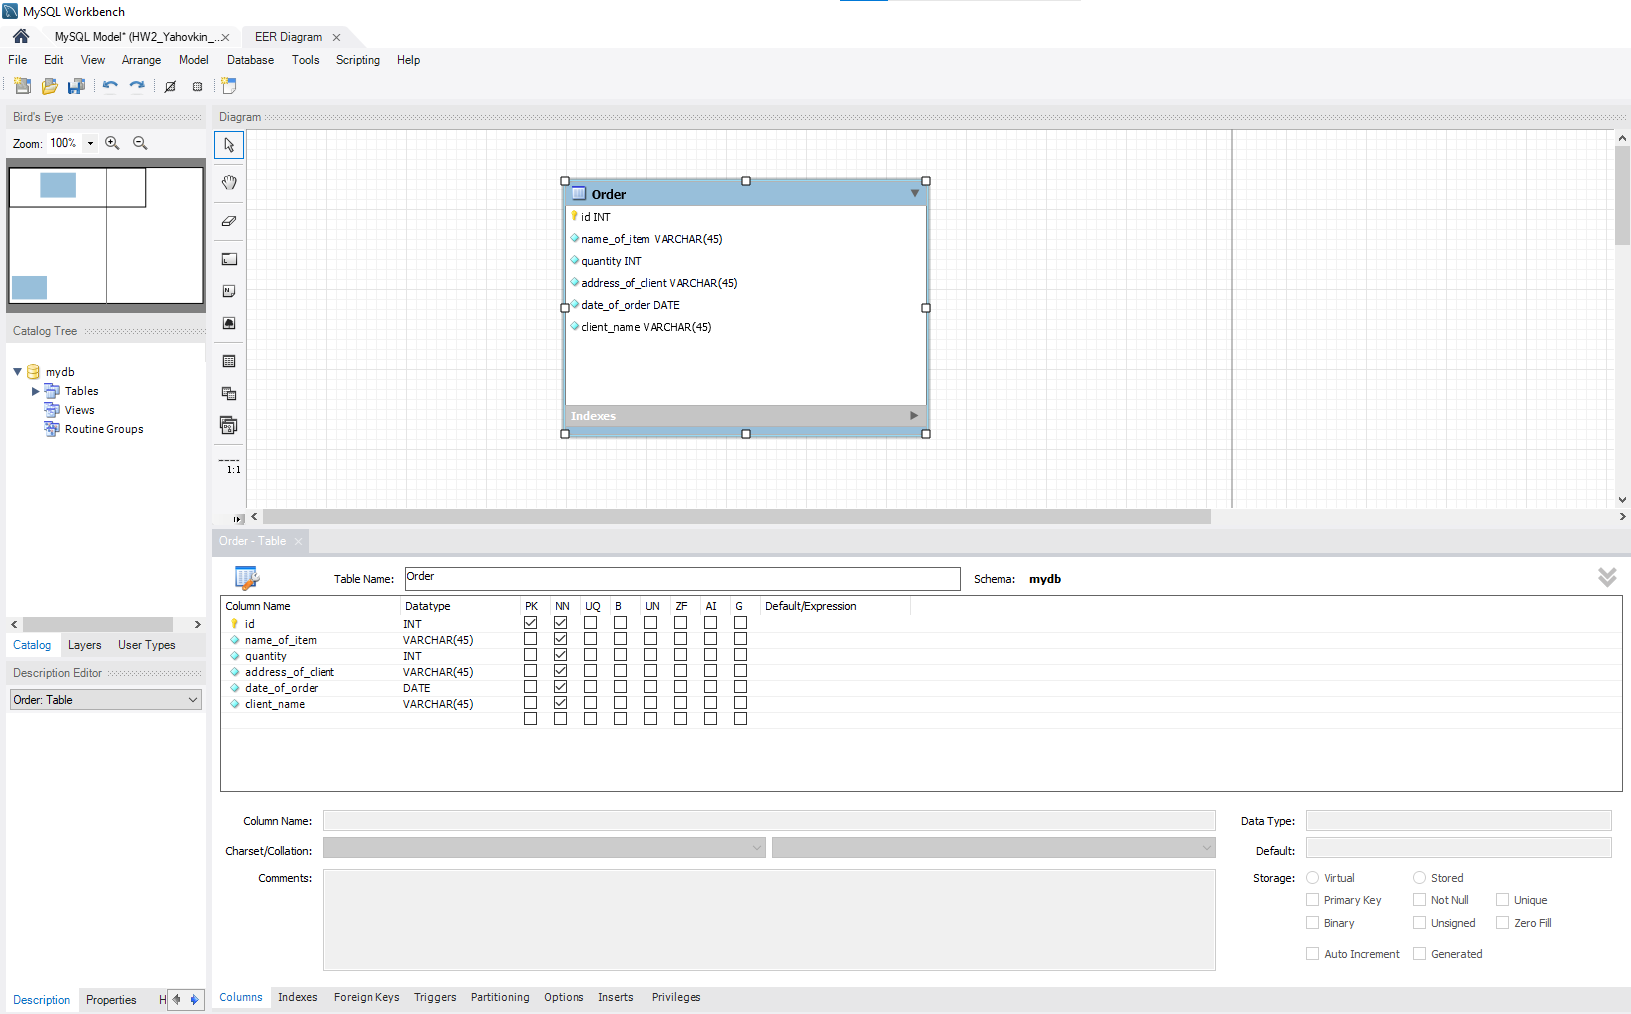 MySQL Workbench
MySQL Model* (HW2_Yahovkin_...
EER Diagram
File Edit View Arrange Model Database Tools Scripting Help
Bird's Eye
Diagram
Zoom: 100%
Order
id INT
name_of_item VARCHAR(45)
quantity INT
address_of_client VARCHAR(45)
date_of_order DATE
client_name VARCHAR(45)
Indexes
Catalog Tree
mydb
Tables
Views
Routine Groups
1:1
Catalog Layers User Types
Description Editor
Order: Table
Description Properties H
Order - Table
Table Name: Order Schema: mydb
Column Name Datatype PK NN UQ B UN ZF AI G Default/Expression
id INT
name_of_item VARCHAR(45)
quantity INT
address_of_client VARCHAR(45)
date_of_order DATE
client_name VARCHAR(45)
Column Name: Data Type:
Charset/Collation: Default:
Comments: Storage: Virtual Stored
Primary Key Not Null Unique
Binary Unsigned Zero Fill
Auto Increment Generated
Columns Indexes Foreign Keys Triggers Partitioning Options Inserts Privileges